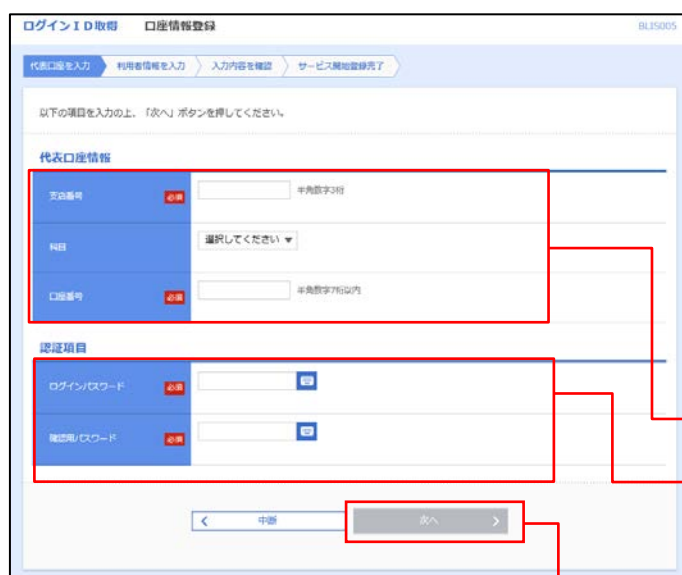 ログインＩＤ取得 口座情報登録 BLIS005
代表口座を入力 利用者情報を入力 入力内容を確認 サービス開始登録完了
以下の項目を入力の上、「次へ」ボタンを押してください。
代表口座情報
支店番号 必須 半角数字3桁
科目 選択してください
口座番号 必須 半角数字7桁以内
認証項目
ログインパスワード 必須
確認用パスワード 必須
中断 次へ